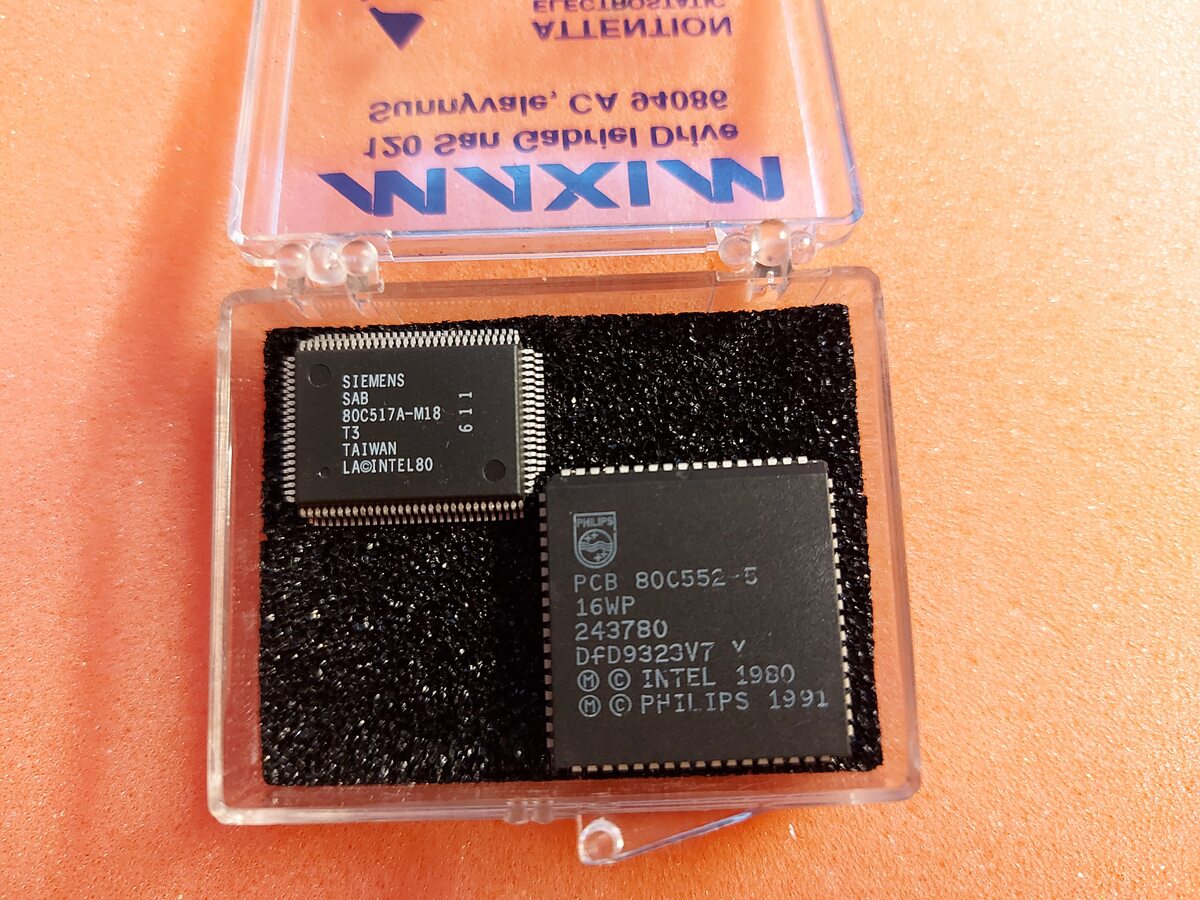 ELECTROSTATIC
ATTENTION
Sunnyvale, CA 94086
120 San Gabriel Drive
MAXIM
SIEMENS
SAB
80C517A-M18
T3
TAIWAN
LA©INTEL80
611
PHILIPS
PCB 80C552-5
16WP
243780
DfD9323V7 Y
Ⓜ © INTEL 1980
Ⓜ © PHILIPS 1991